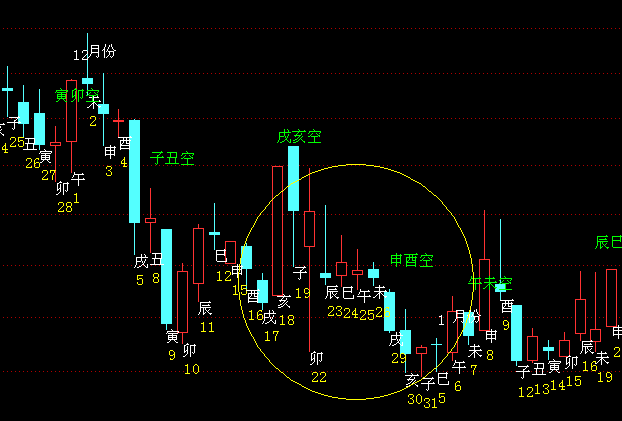 12月份
寅卯空
未
2
亥
4
子
25
丑
26
寅
27
卯
28
午
1
申
3
酉
4
子丑空
戌
5
丑
8
寅
9
卯
10
辰
11
巳
12
申
15
酉
16
戌
17
亥
18
戌亥空
子
19
卯
22
辰
23
巳
24
午
25
未
26
申酉空
戌
29
亥
30
子
31
巳
5
1月份
午
6
未
7
午未空
申
8
酉
9
子
12
丑
13
寅
14
卯
15
辰
16
未
19
辰巳
申
2